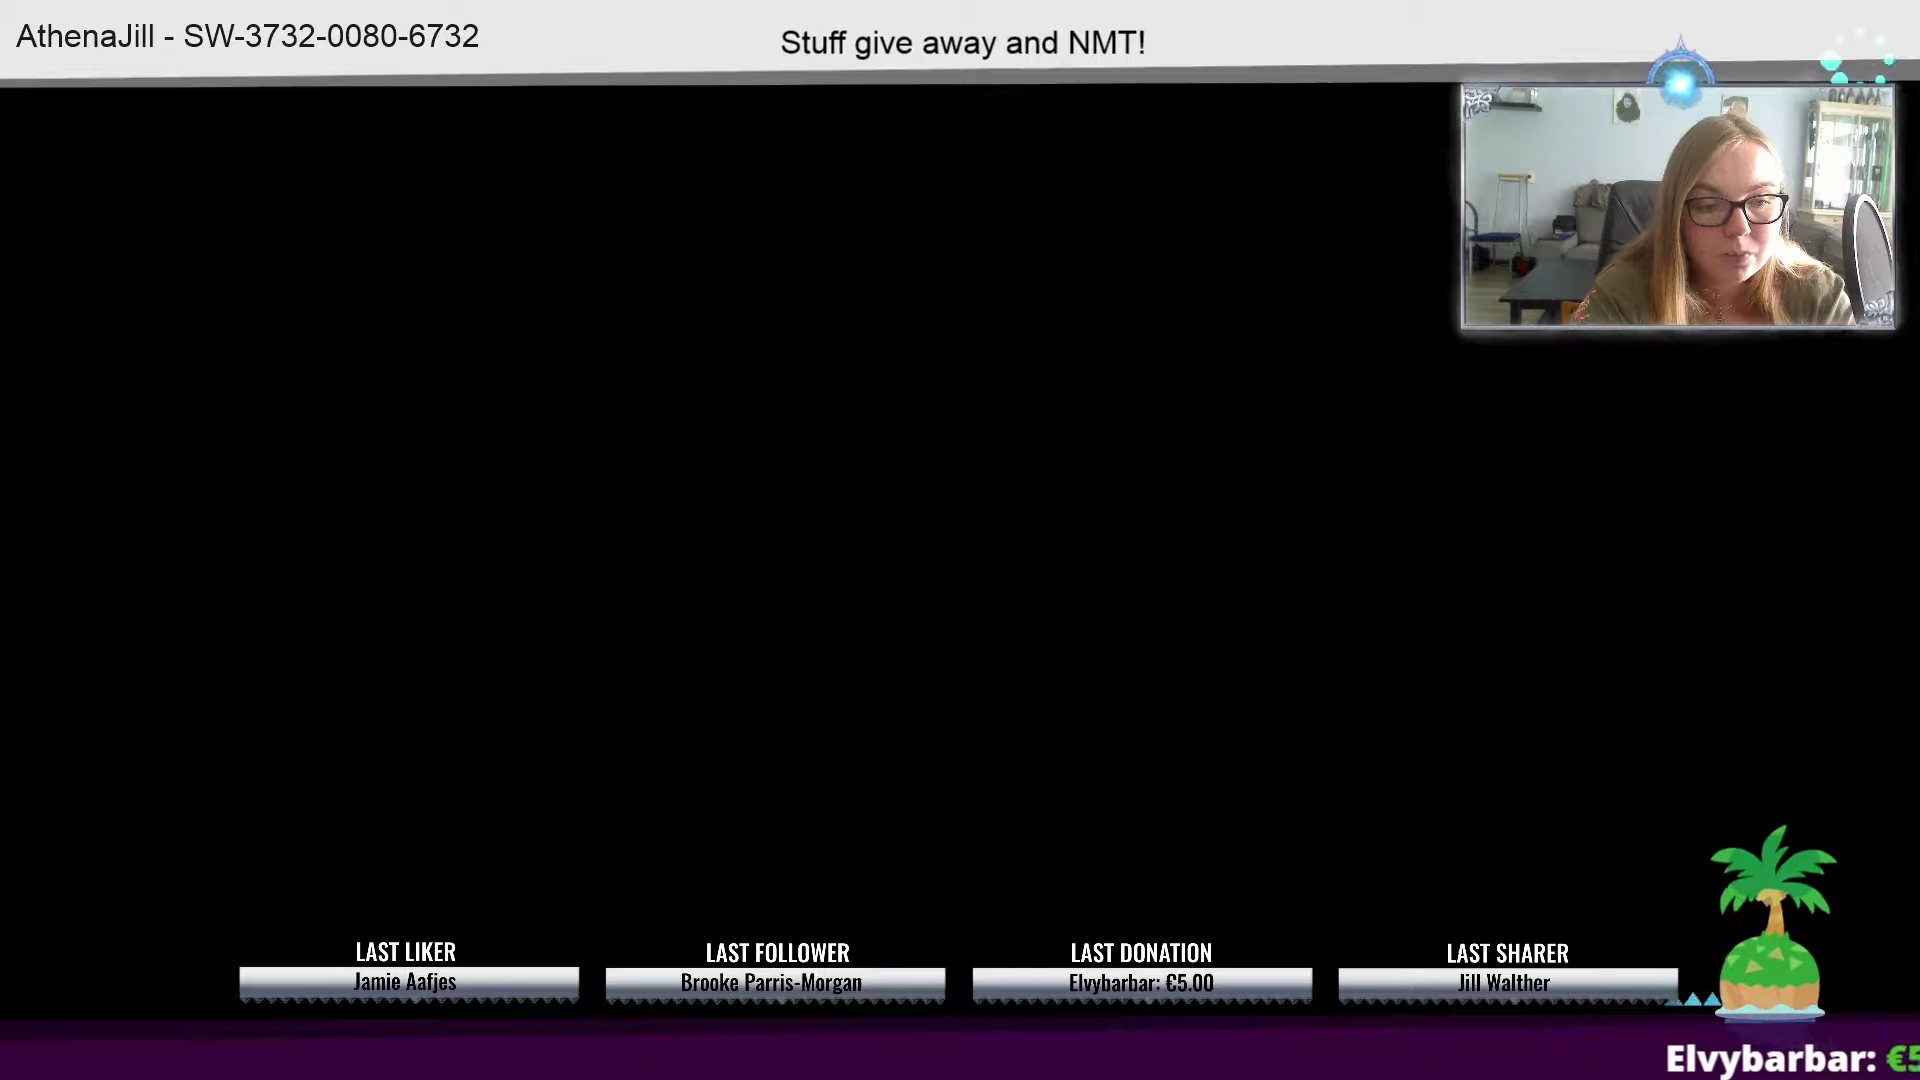 AthenaJill - SW-3732-0080-6732
Stuff give away and NMT!
LAST LIKER
Jamie Aafjes
LAST FOLLOWER
Brooke Parris-Morgan
LAST DONATION
Elvybarbar: €5.00
LAST SHARER
Jill Walther
Elvybarbar: €5